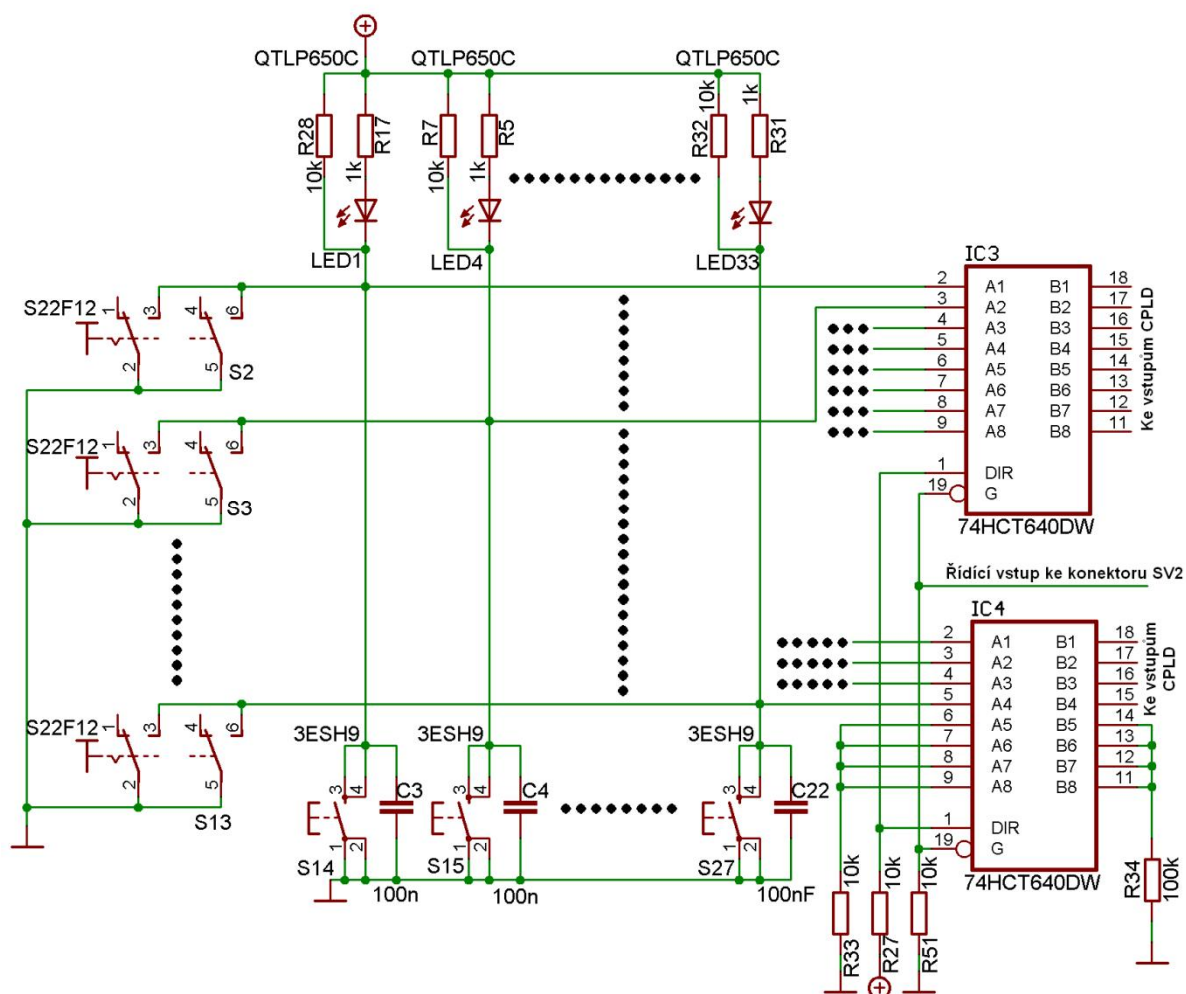 QTLP650C QTLP650C QTLP650C
R28 R17 R7 R5 R32 R31
10k 1k 10k 1k 10k 1k
LED1 LED4 LED33
S22F12 1 3 4 6
2 5 S2
S22F12 1 3 4 6
2 5 S3
S22F12 1 3 4 6
2 5 S13
IC3
2 A1 B1 18
3 A2 B2 17
4 A3 B3 16
5 A4 B4 15
6 A5 B5 14
7 A6 B6 13
8 A7 B7 12
9 A8 B8 11
1 DIR
19 G
74HCT640DW
Ke vstupům CPLD
Řídící vstup ke konektoru SV2
IC4
2 A1 B1 18
3 A2 B2 17
4 A3 B3 16
5 A4 B4 15
6 A5 B5 14
7 A6 B6 13
8 A7 B7 12
9 A8 B8 11
1 DIR
19 G
74HCT640DW
Ke vstupům
CPLD
3ESH9 3ESH9 3ESH9
3 4 C3 3 4 C4 3 4 C22
1 2 1 2 1 2
S14 S15 S27
100n 100n 100nF
10k 10k 10k
R33 R27 R51
R34
100k